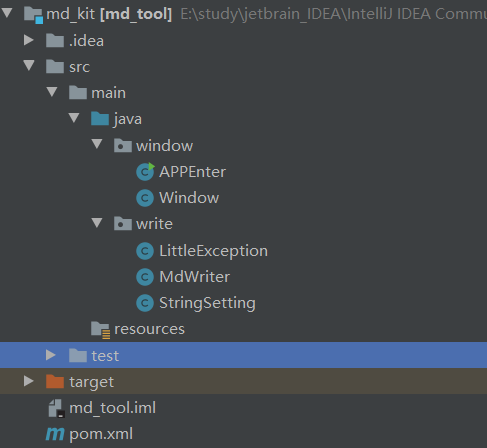 md_kit [md_tool] E:\study\jetbrain_IDEA\IntelliJ IDEA Commu
.idea
src
main
java
window
APPEnter
Window
write
LittleException
MdWriter
StringSetting
resources
test
target
md_tool.iml
pom.xml